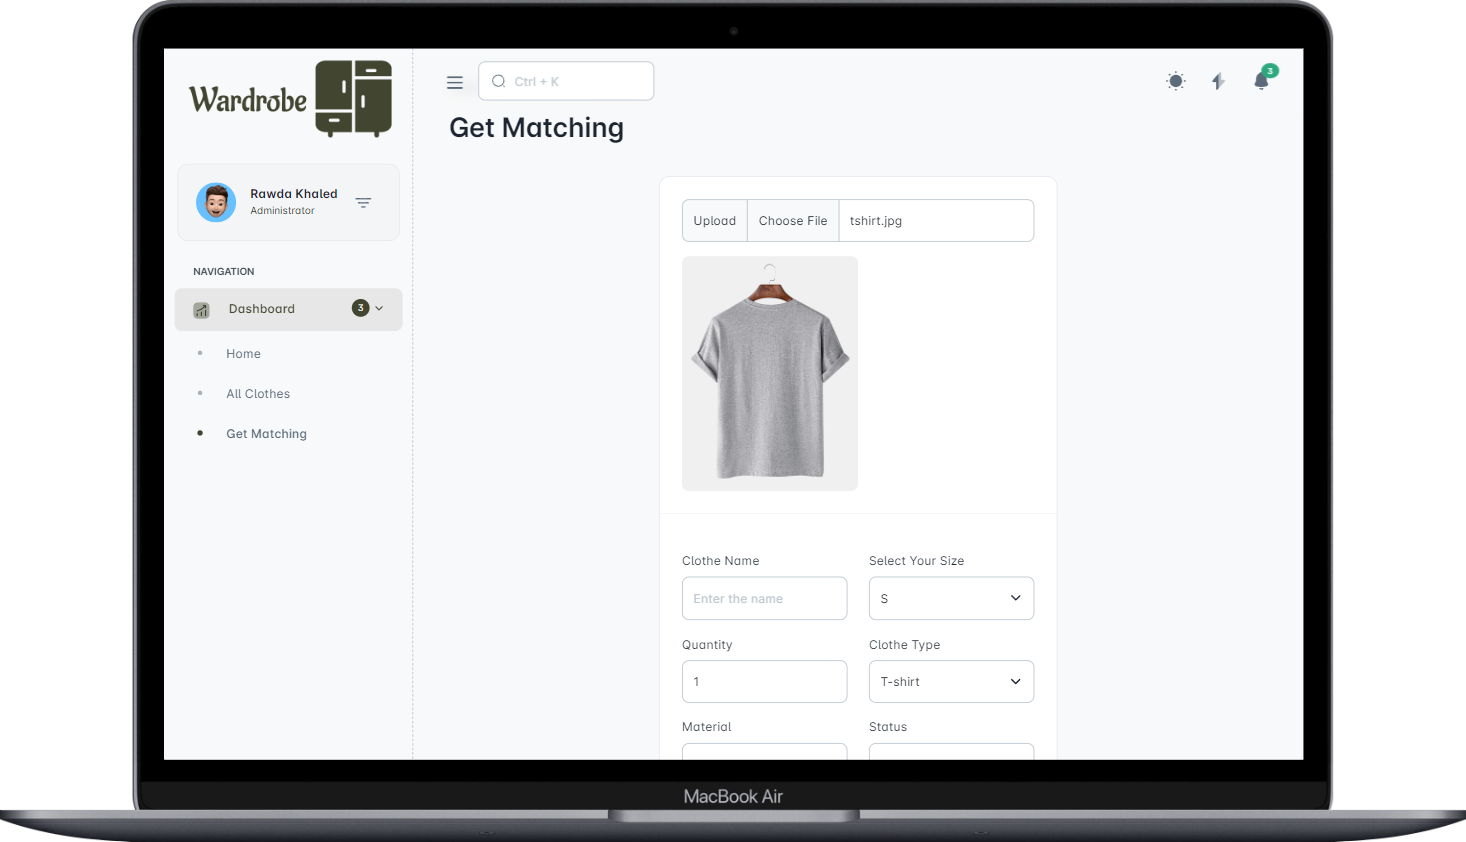 Wardrobe
Ctrl + K
3
Get Matching
Rawda Khaled
Administrator
NAVIGATION
Dashboard 3
Home
All Clothes
Get Matching
Upload Choose File tshirt.jpg
Clothe Name Select Your Size
Enter the name S
Quantity Clothe Type
1 T-shirt
Material Status
MacBook Air